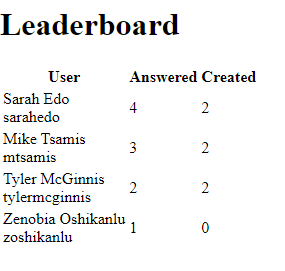 Leaderboard
User Answered Created
Sarah Edo
sarahedo 4 2
Mike Tsamis
mtsamis 3 2
Tyler McGinnis
tylermcginnis 2 2
Zenobia Oshikanlu
zoshikanlu 1 0